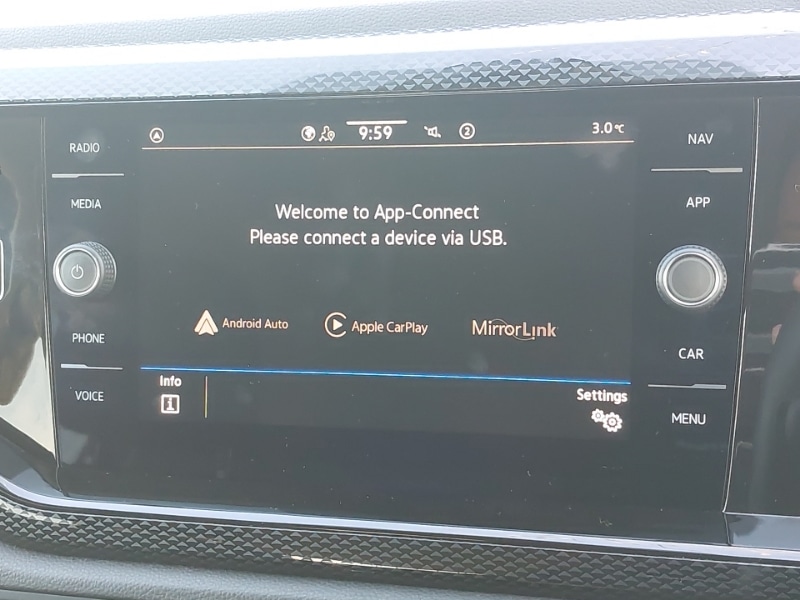 9:59
2
3.0°C
RADIO
MEDIA
PHONE
VOICE
Welcome to App-Connect
Please connect a device via USB.
Android Auto
Apple CarPlay
MirrorLink
Info
i
Settings
NAV
APP
CAR
MENU